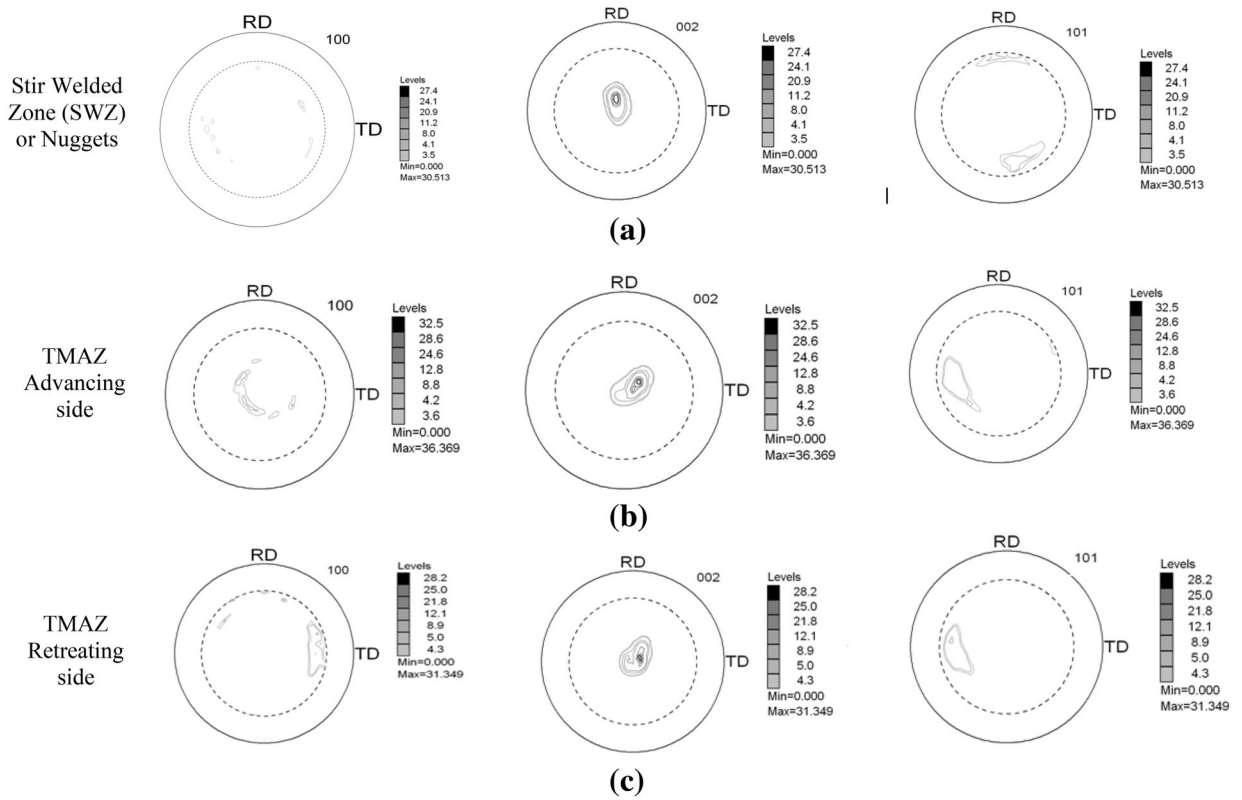 Stir Welded
Zone (SWZ)
or Nuggets
RD
100
TD
Levels
27.4
24.1
20.9
11.2
8.0
4.1
3.5
Min=0.000
Max=30.513
RD
002
TD
Levels
27.4
24.1
20.9
11.2
8.0
4.1
3.5
Min=0.000
Max=30.513
RD
101
TD
Levels
27.4
24.1
20.9
11.2
8.0
4.1
3.5
Min=0.000
Max=30.513
(a)
TMAZ
Advancing
side
RD
100
TD
Levels
32.5
28.6
24.6
12.8
8.8
4.2
3.6
Min=0.000
Max=36.369
RD
002
TD
Levels
32.5
28.6
24.6
12.8
8.8
4.2
3.6
Min=0.000
Max=36.369
RD
101
TD
Levels
32.5
28.6
24.6
12.8
8.8
4.2
3.6
Min=0.000
Max=36.369
(b)
TMAZ
Retreating
side
RD
100
TD
Levels
28.2
25.0
21.8
12.1
8.9
5.0
4.3
Min=0.000
Max=31.349
RD
002
TD
Levels
28.2
25.0
21.8
12.1
8.9
5.0
4.3
Min=0.000
Max=31.349
RD
101
TD
Levels
28.2
25.0
21.8
12.1
8.9
5.0
4.3
Min=0.000
Max=31.349
(c)